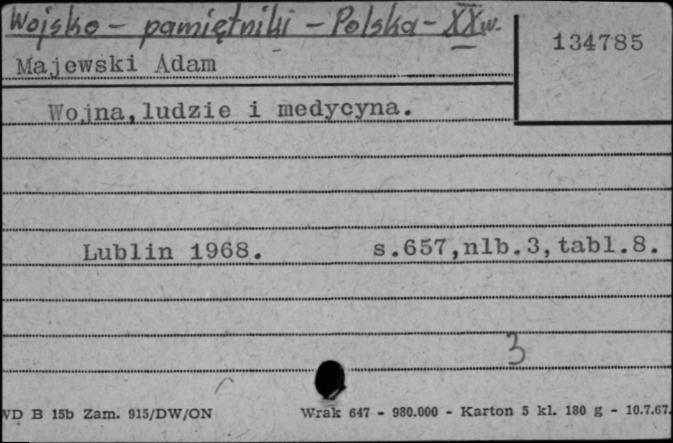 Wojsko - pamiętniki - Polska - XX w.
134785
Majewski Adam
Wojna,ludzie i medycyna.
Lublin 1968. s.657,nlb.3,tabl.8.
3
VD B 15b Zam. 915/DW/ON Wrak 647 - 980.000 - Karton 5 kl. 180 g - 10.7.67.